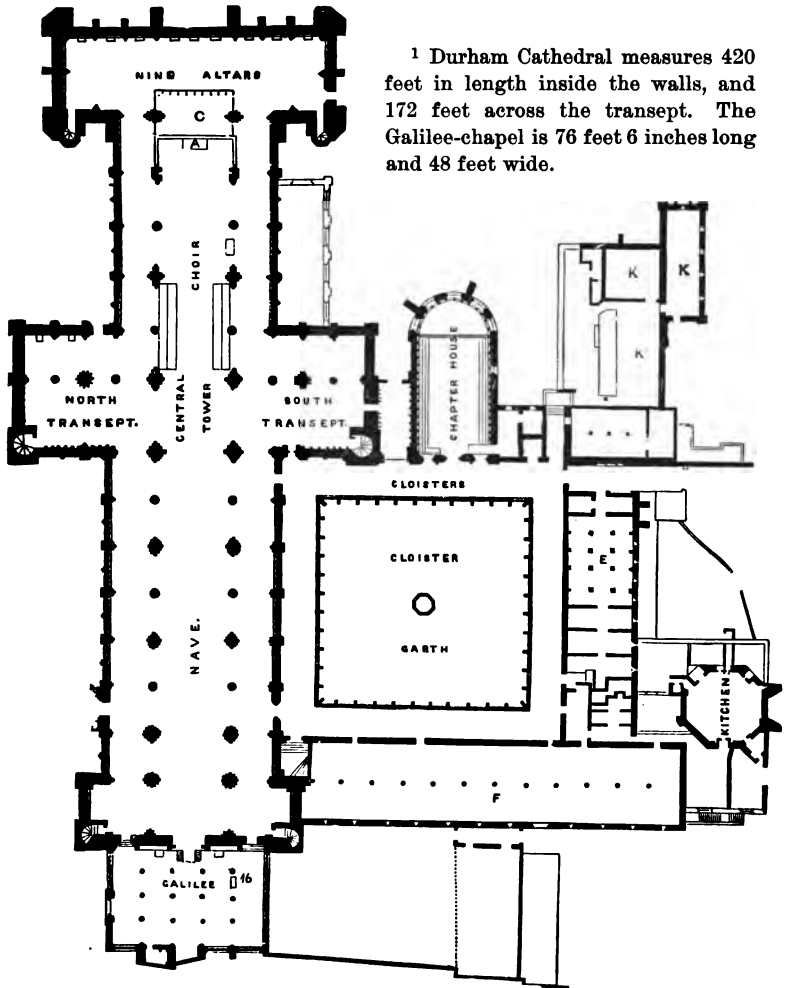 ¹ Durham Cathedral measures 420
feet in length inside the walls, and
172 feet across the transept. The
Galilee-chapel is 76 feet 6 inches long
and 48 feet wide.
NINE ALTARS
C
A
CHOIR
K
K
K
CHAPTER HOUSE
NORTH
TRANSEPT.
CENTRAL
TOWER
SOUTH
TRANSEPT.
CLOISTERS
CLOISTER
GARTH
E
NAVE.
KITCHEN
F
GALILEE
16